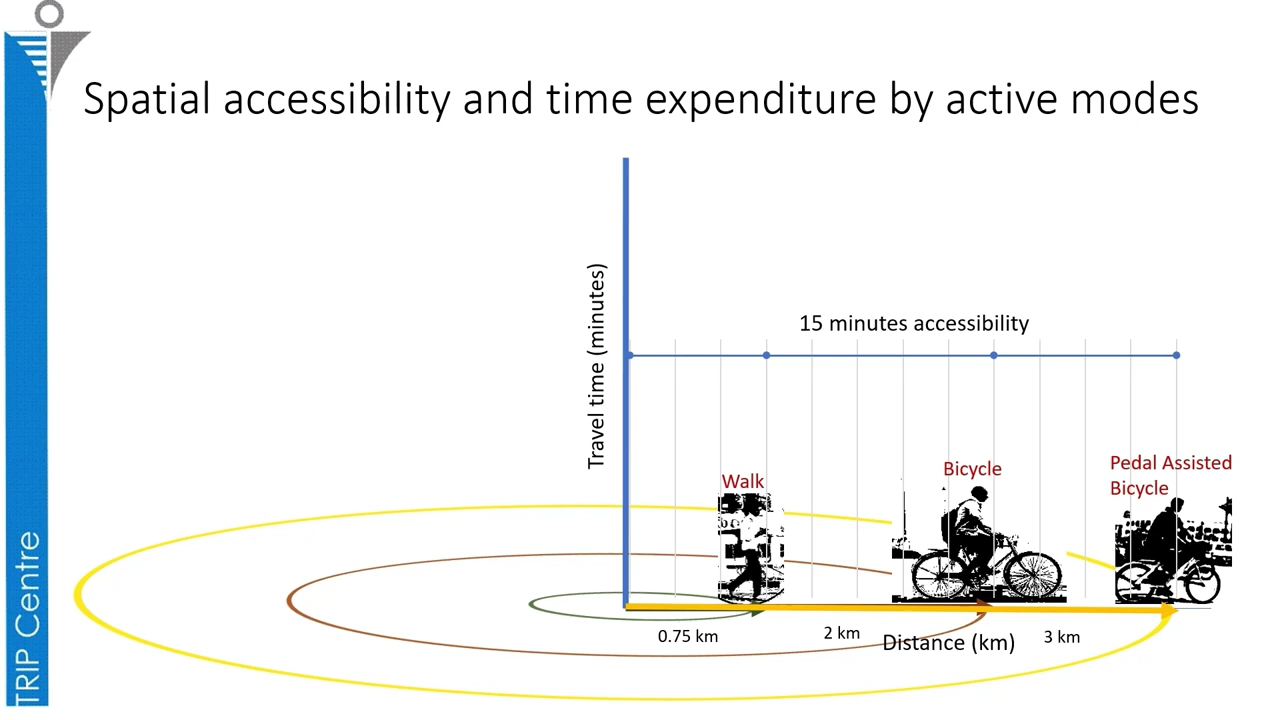 Spatial accessibility and time expenditure by active modes
Travel time (minutes)
15 minutes accessibility
Walk
Bicycle
Pedal Assisted
Bicycle
0.75 km
2 km
3 km
Distance (km)
TRIP Centre